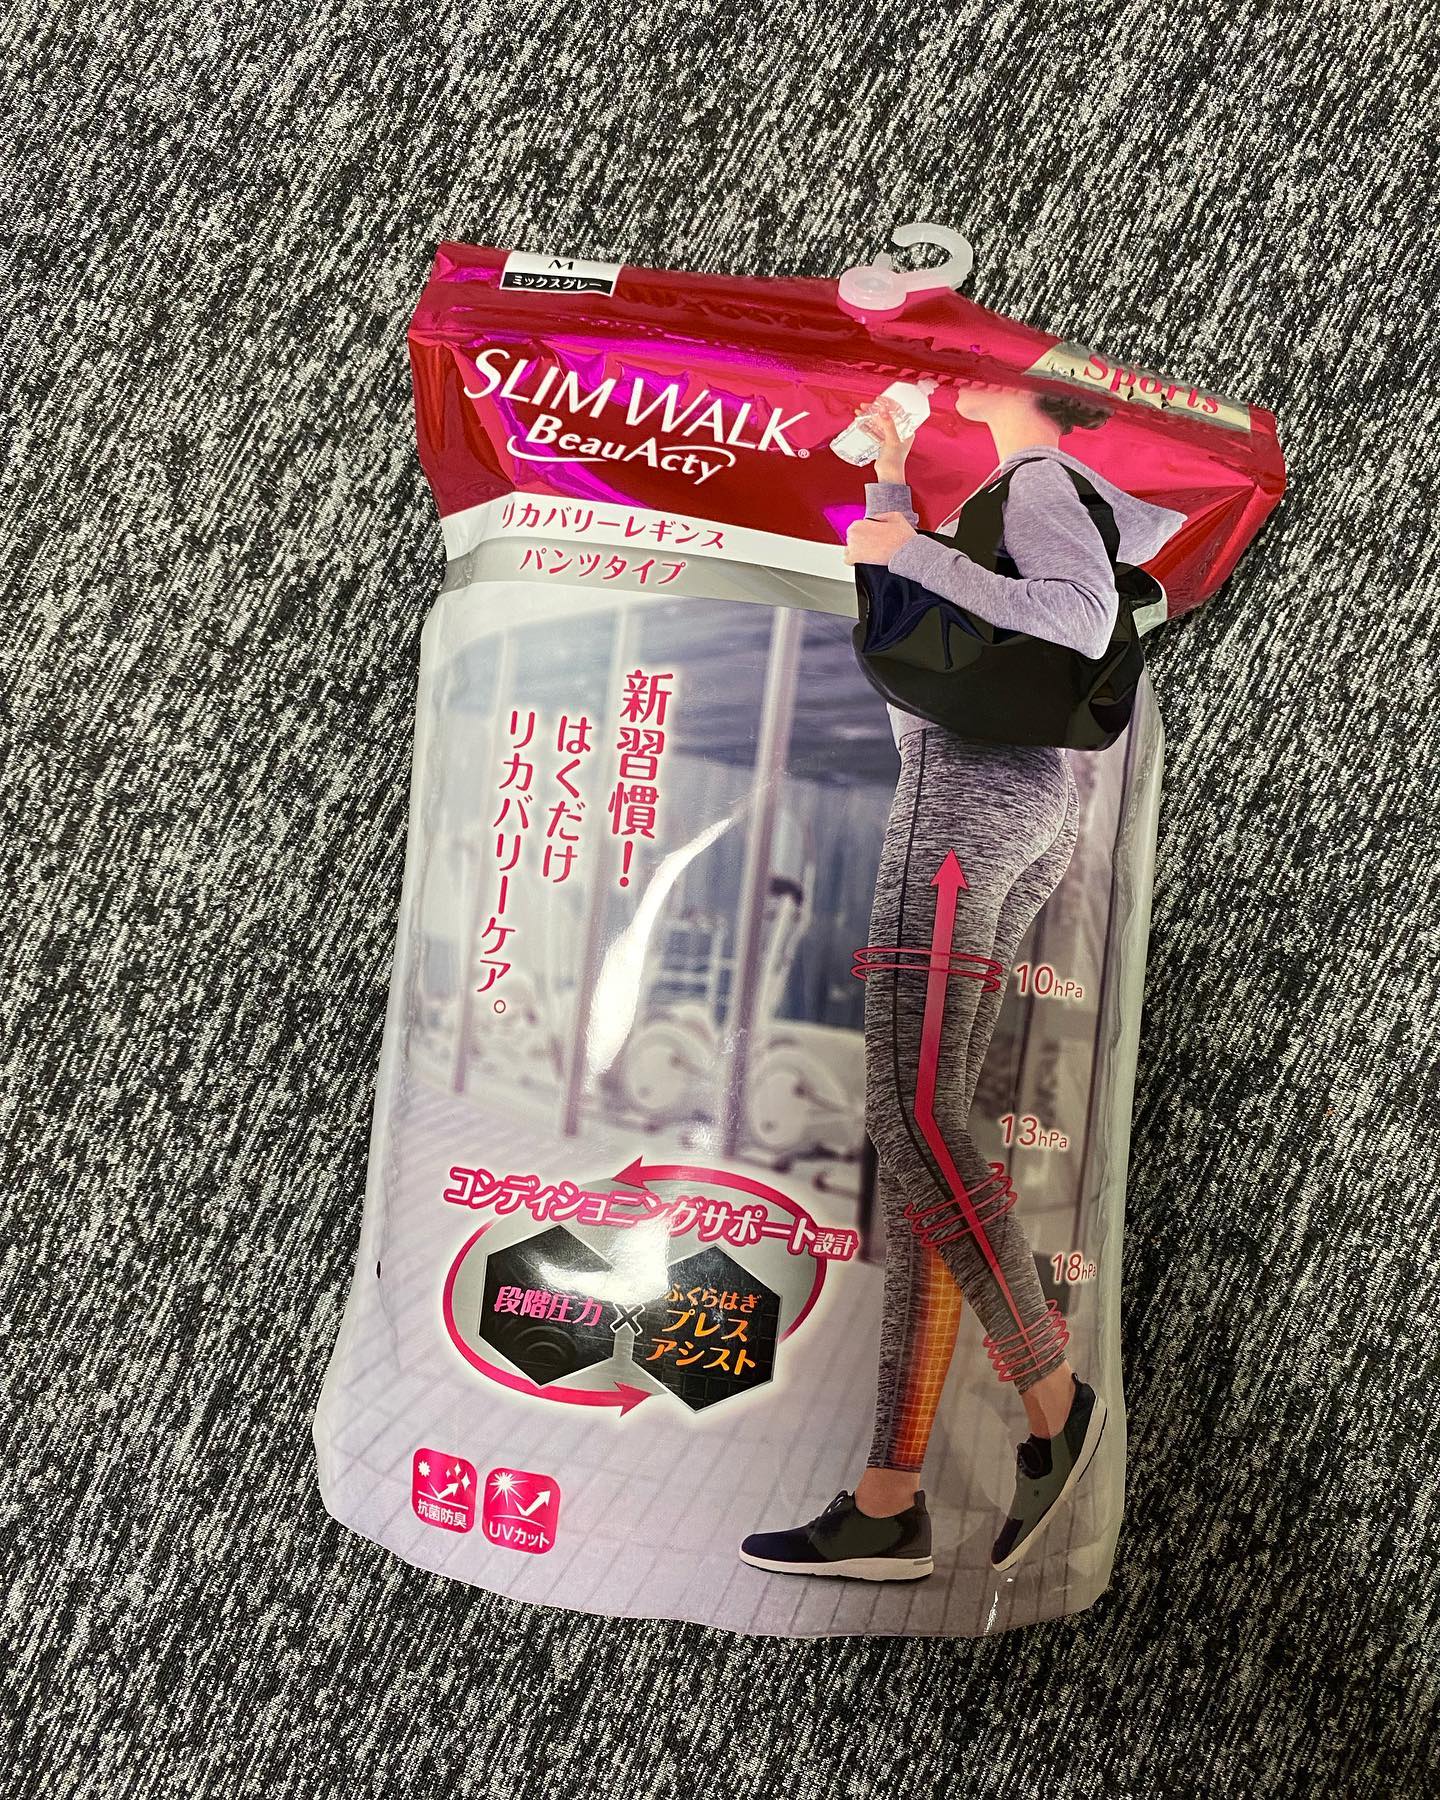 M
ミックスグレー
Sports
SLIM WALK®
BeauActy
リカバリーレギンス
パンツタイプ
新習慣！
はくだけ
リカバリーケア。
10hPa
13hPa
18hPa
コンディショニングサポート設計
段階圧力
×
ふくらはぎ
プレス
アシスト
抗菌防臭
UVカット